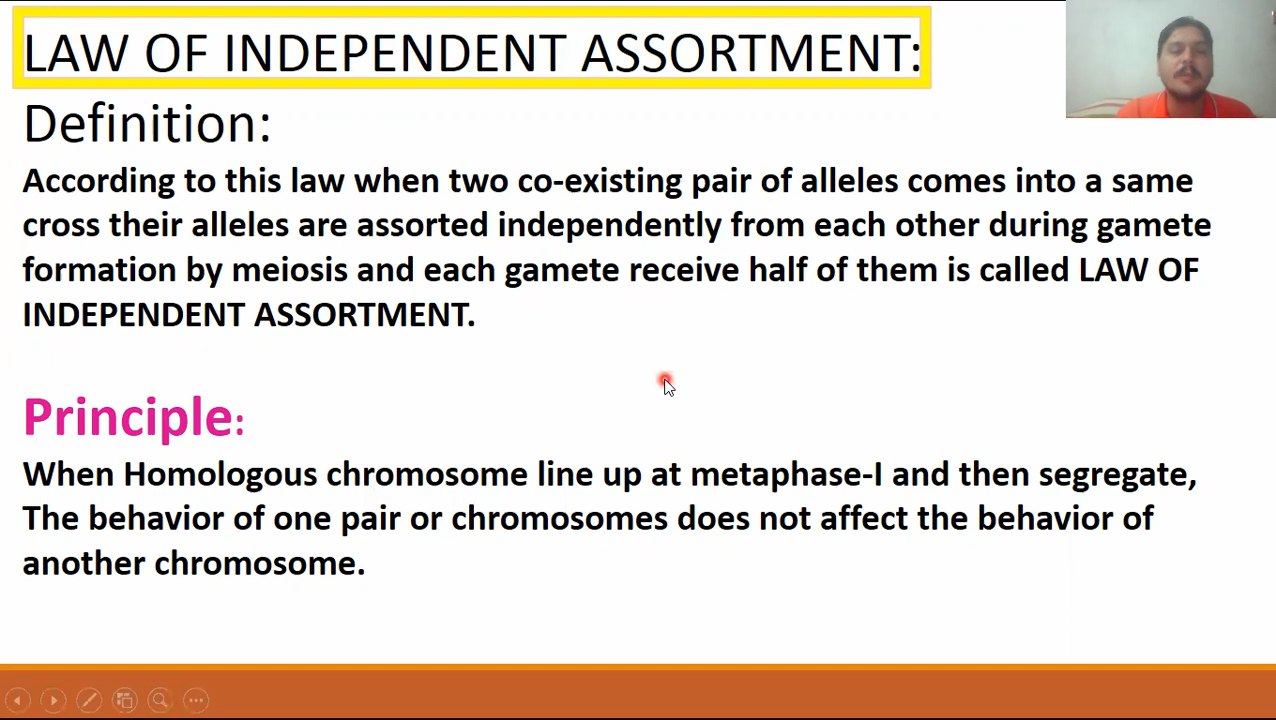 LAW OF INDEPENDENT ASSORTMENT:
Definition:
According to this law when two co-existing pair of alleles comes into a same
cross their alleles are assorted independently from each other during gamete
formation by meiosis and each gamete receive half of them is called LAW OF
INDEPENDENT ASSORTMENT.
Principle:
When Homologous chromosome line up at metaphase-I and then segregate,
The behavior of one pair or chromosomes does not affect the behavior of
another chromosome.